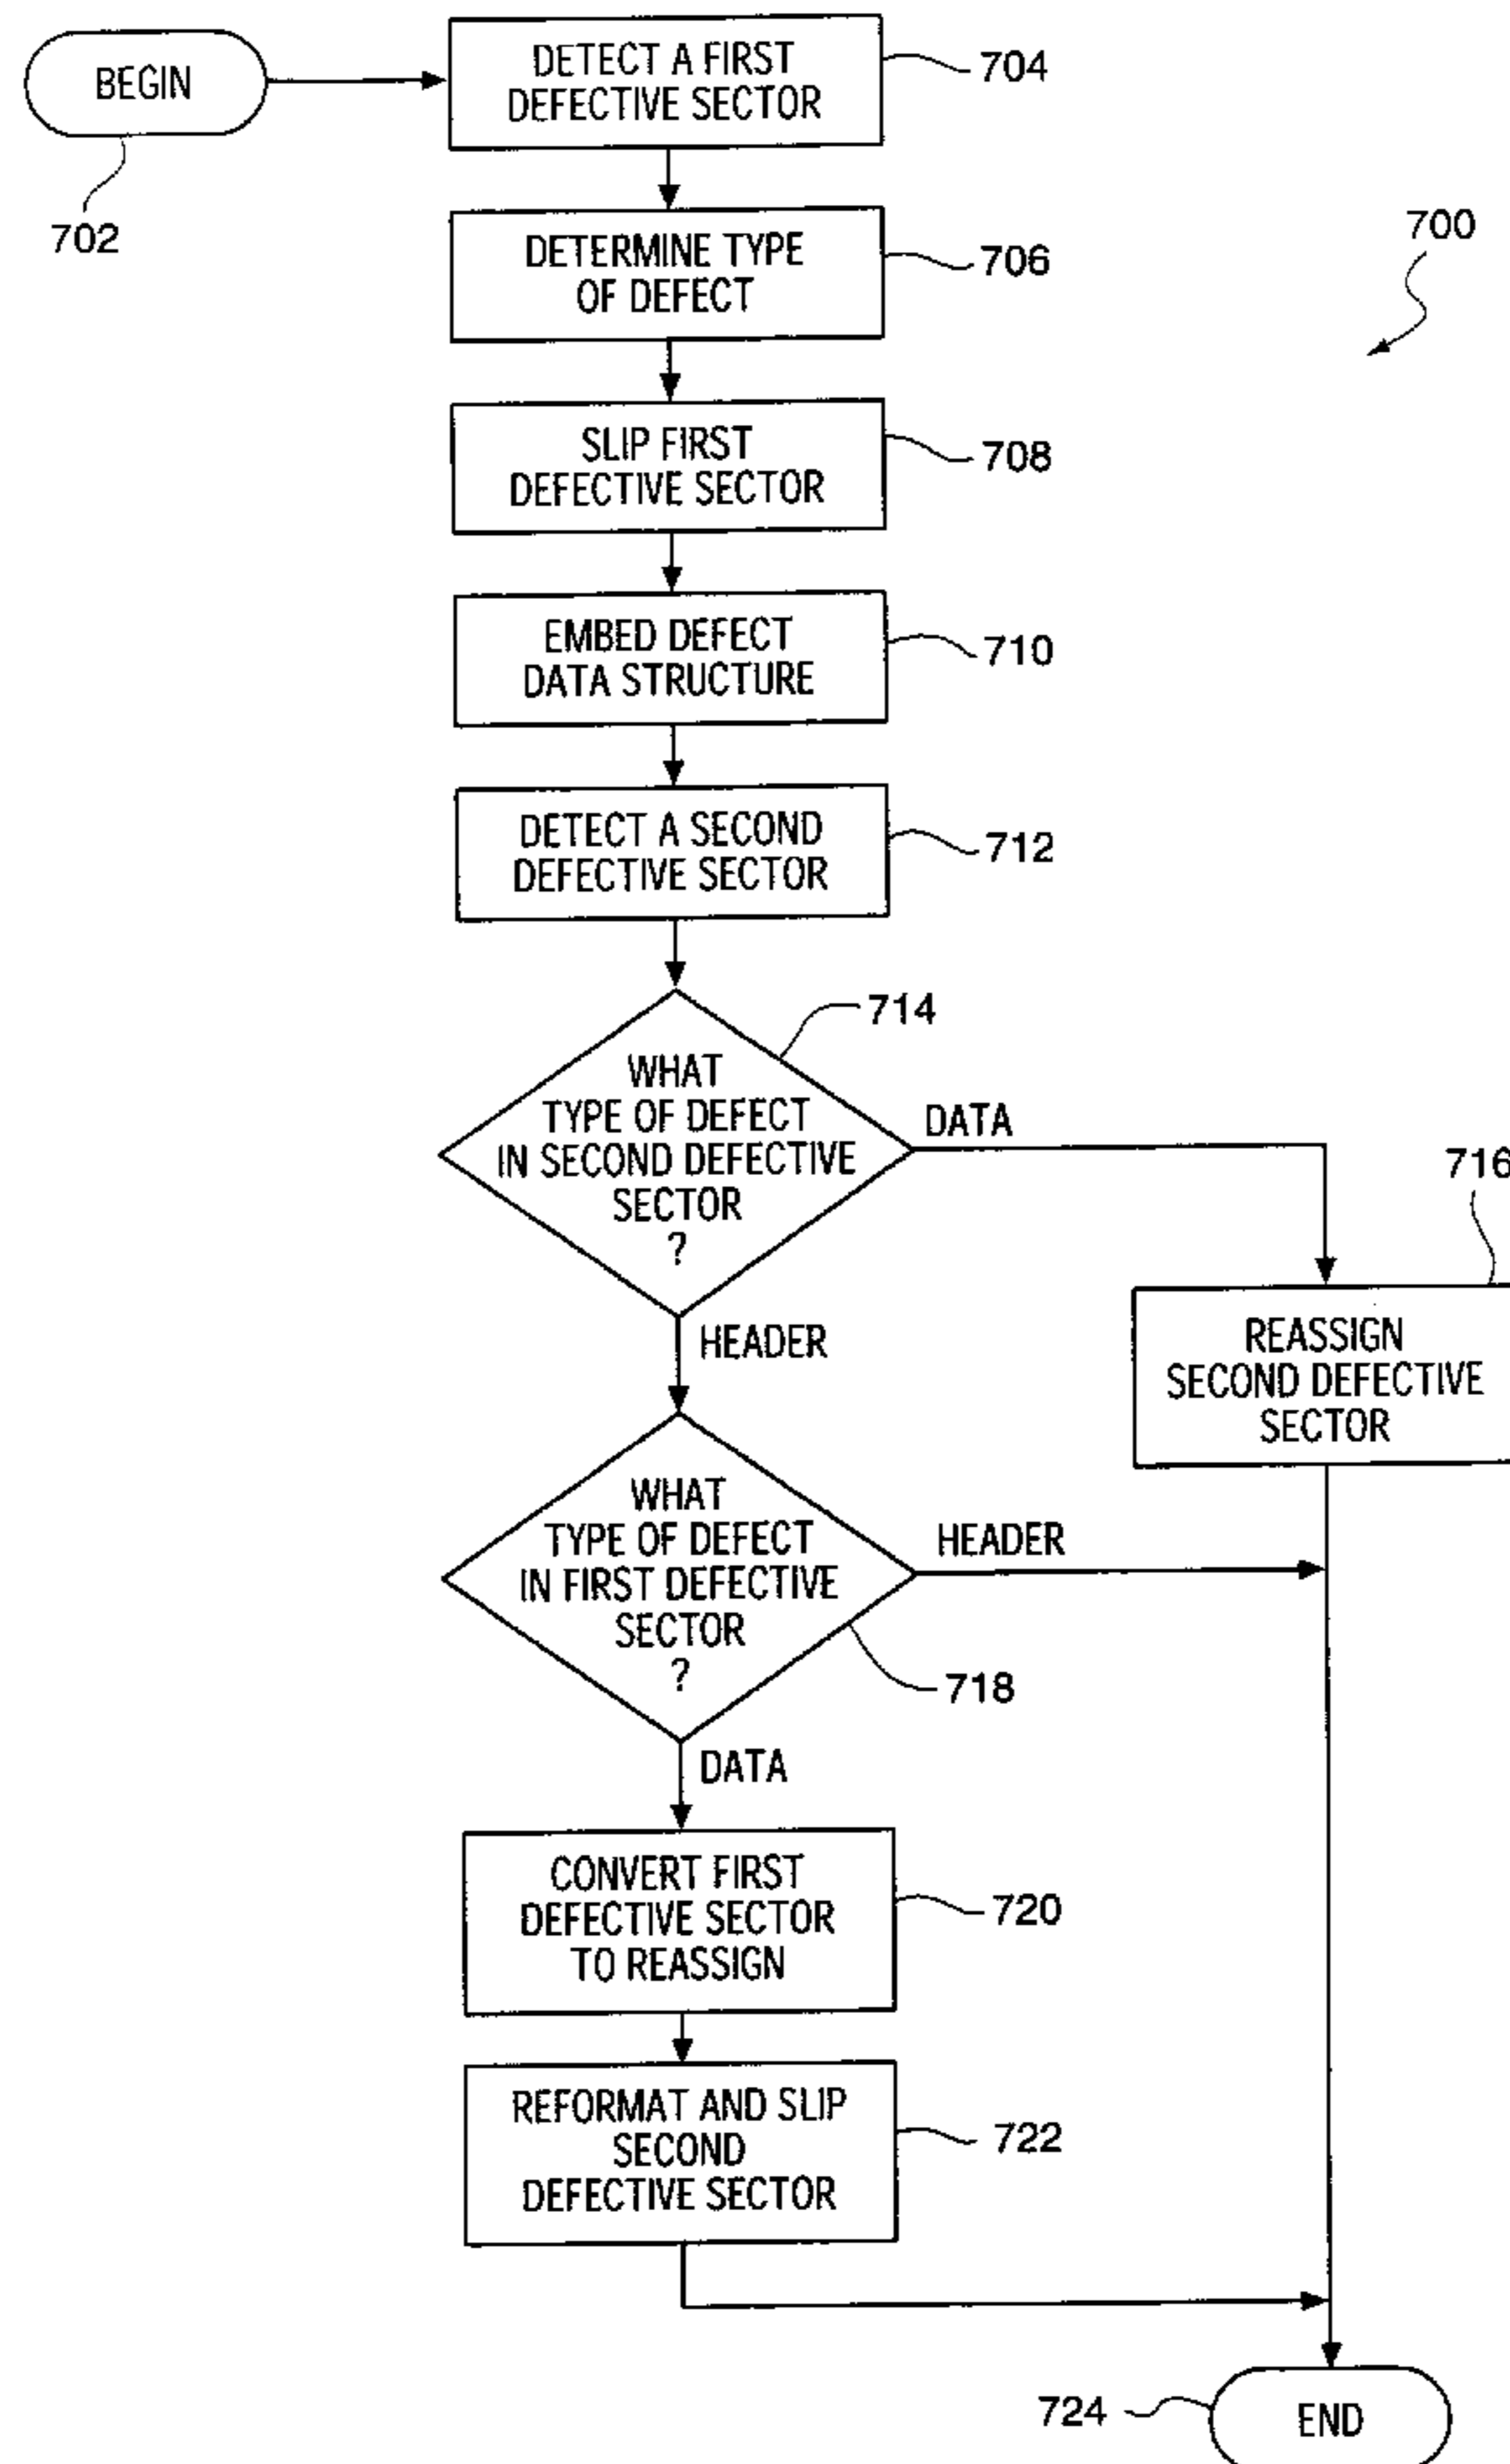 BEGIN
702
DETECT A FIRST
DEFECTIVE SECTOR
704
DETERMINE TYPE
OF DEFECT
706
700
SLIP FIRST
DEFECTIVE SECTOR
708
EMBED DEFECT
DATA STRUCTURE
710
DETECT A SECOND
DEFECTIVE SECTOR
712
714
WHAT
TYPE OF DEFECT
IN SECOND DEFECTIVE
SECTOR
?
DATA
716
REASSIGN
SECOND DEFECTIVE
SECTOR
HEADER
WHAT
TYPE OF DEFECT
IN FIRST DEFECTIVE
SECTOR
?
HEADER
718
DATA
CONVERT FIRST
DEFECTIVE SECTOR
TO REASSIGN
720
REFORMAT AND SLIP
SECOND
DEFECTIVE SECTOR
722
724
END